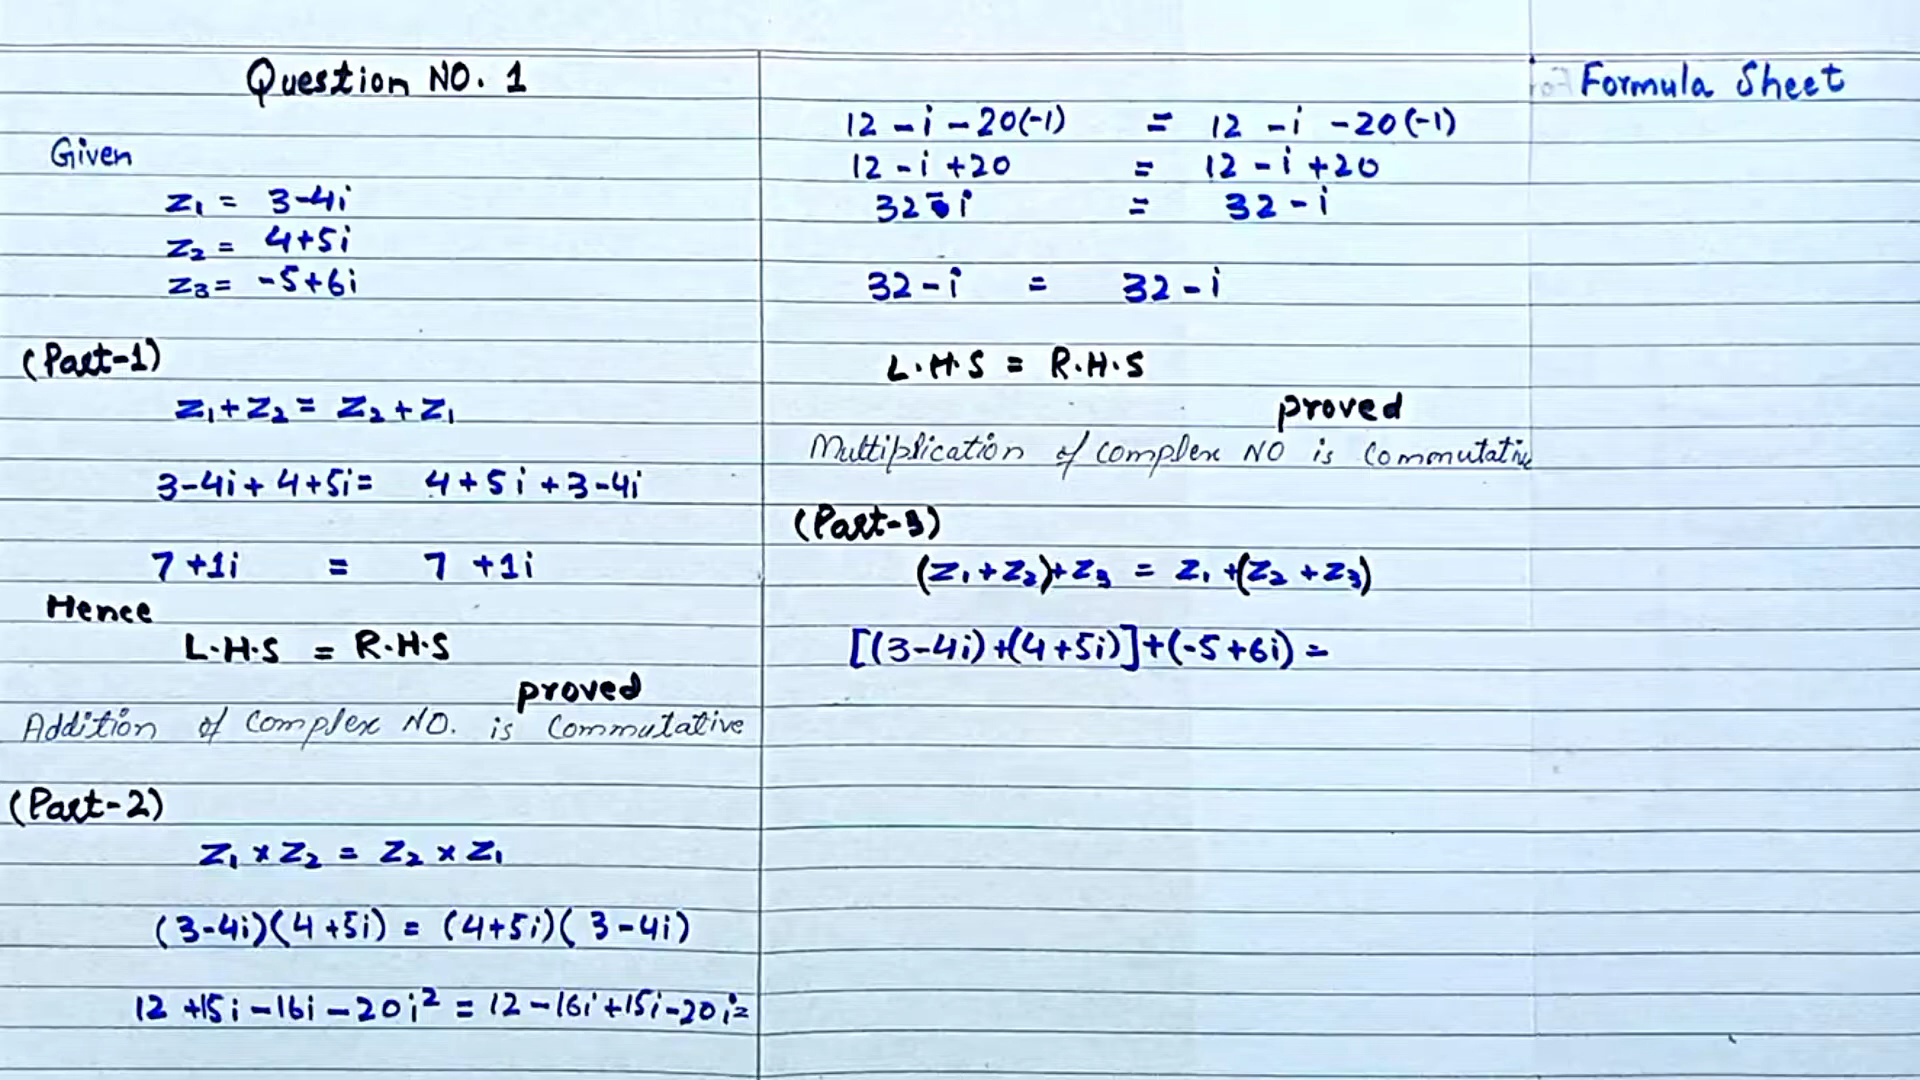 Question NO. 1
Given
z₁ = 3-4i
z₂ = 4+5i
z₃ = -5+6i
(Part-1)
z₁+z₂ = z₂+z₁
3-4i+4+5i = 4+5i+3-4i
7+1i = 7+1i
Hence
L.H.S = R.H.S
proved
Addition of Complex NO. is Commutative
(Part-2)
z₁ × z₂ = z₂ × z₁
(3-4i)(4+5i) = (4+5i)(3-4i)
12+15i-16i-20i² = 12-16i+15i-20i²
12-i-20(-1) = 12-i-20(-1)
12-i+20 = 12-i+20
32-i = 32-i
32-i = 32-i
L.H.S = R.H.S
proved
Multiplication of Complex NO is Commutative
(Part-3)
(z₁+z₂)+z₃ = z₁+(z₂+z₃)
[(3-4i)+(4+5i)]+(-5+6i) =
Formula Sheet